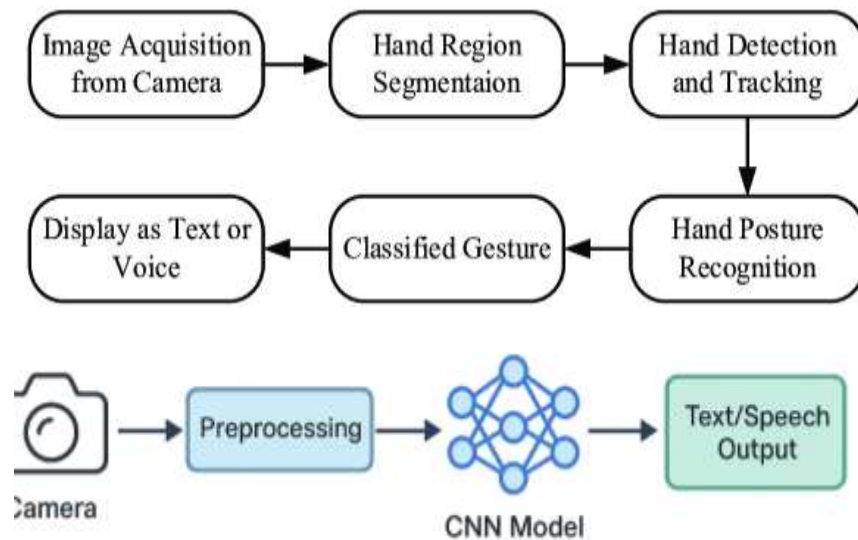 Image Acquisition
from Camera
Hand Region
Segmentaion
Hand Detection
and Tracking
Display as Text or
Voice
Classified Gesture
Hand Posture
Recognition
Preprocessing
Text/Speech
Output
Camera
CNN Model